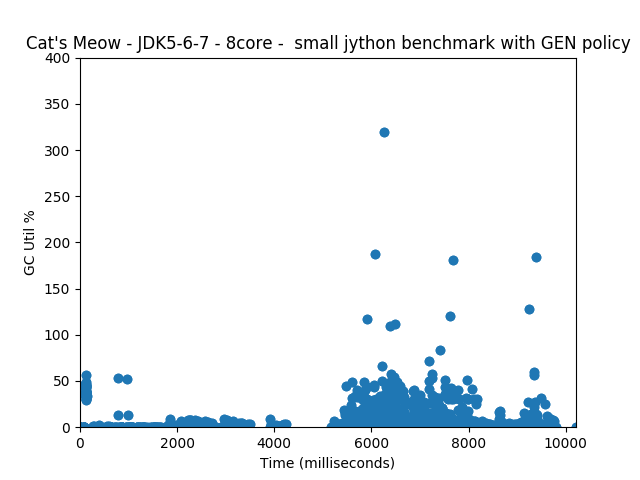 Cat's Meow - JDK5-6-7 - 8core -  small jython benchmark with GEN policy
400
350
300
250
200
150
100
50
0
GC Util %
0 2000 4000 6000 8000 10000
Time (milliseconds)